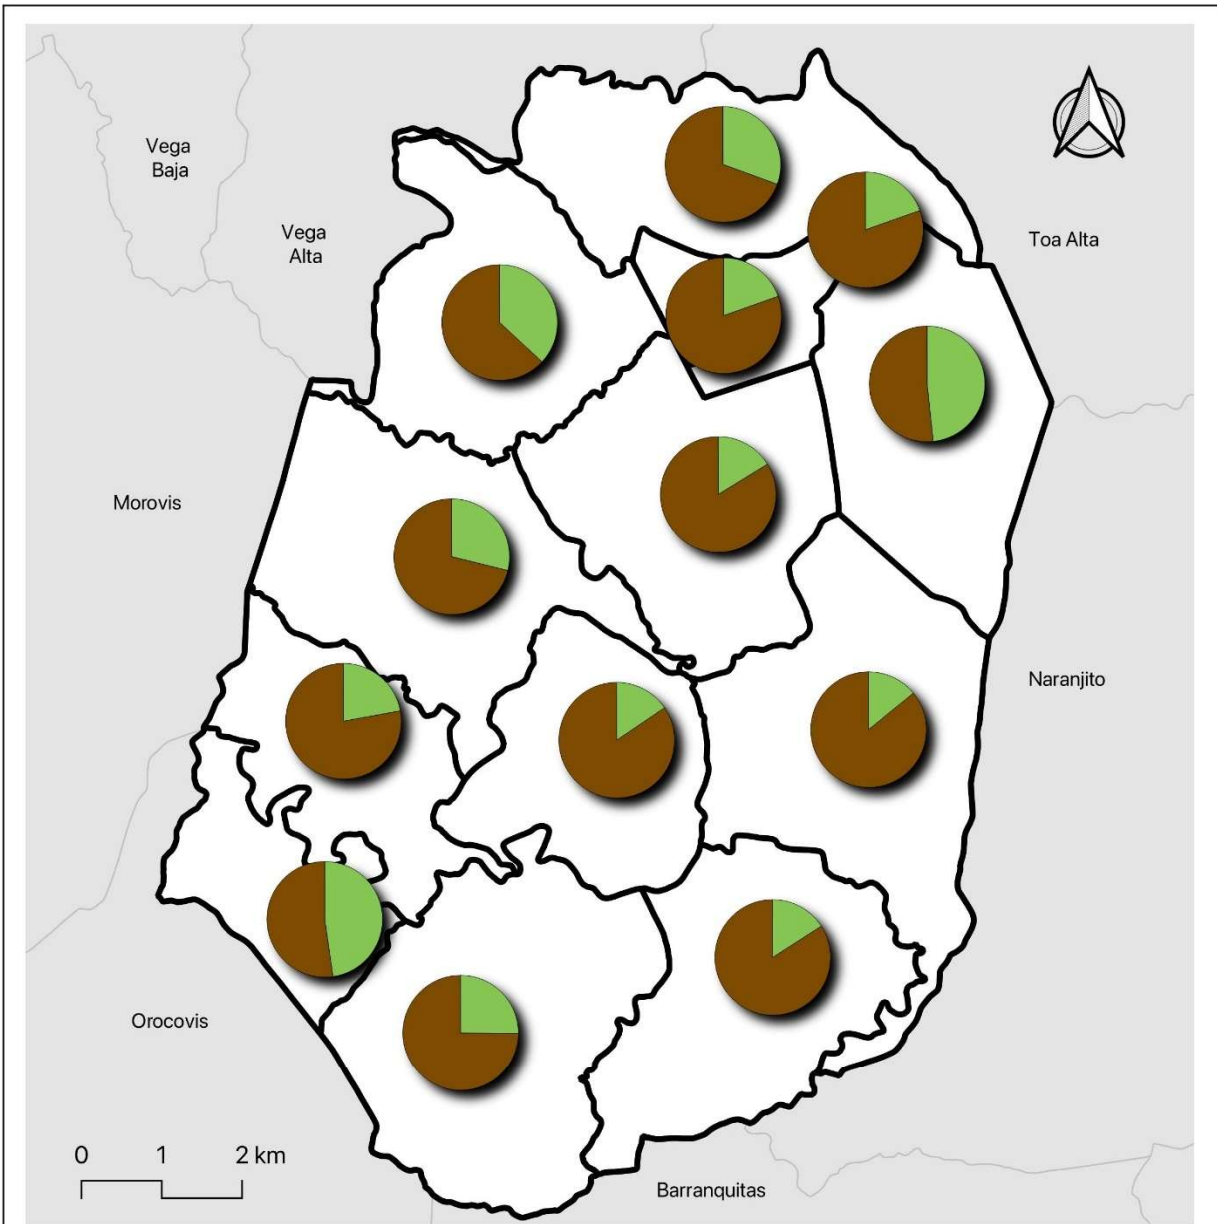 Vega
Baja
Vega
Alta
Toa Alta
Morovis
Naranjito
Orocovis
0 1 2 km
Barranquitas